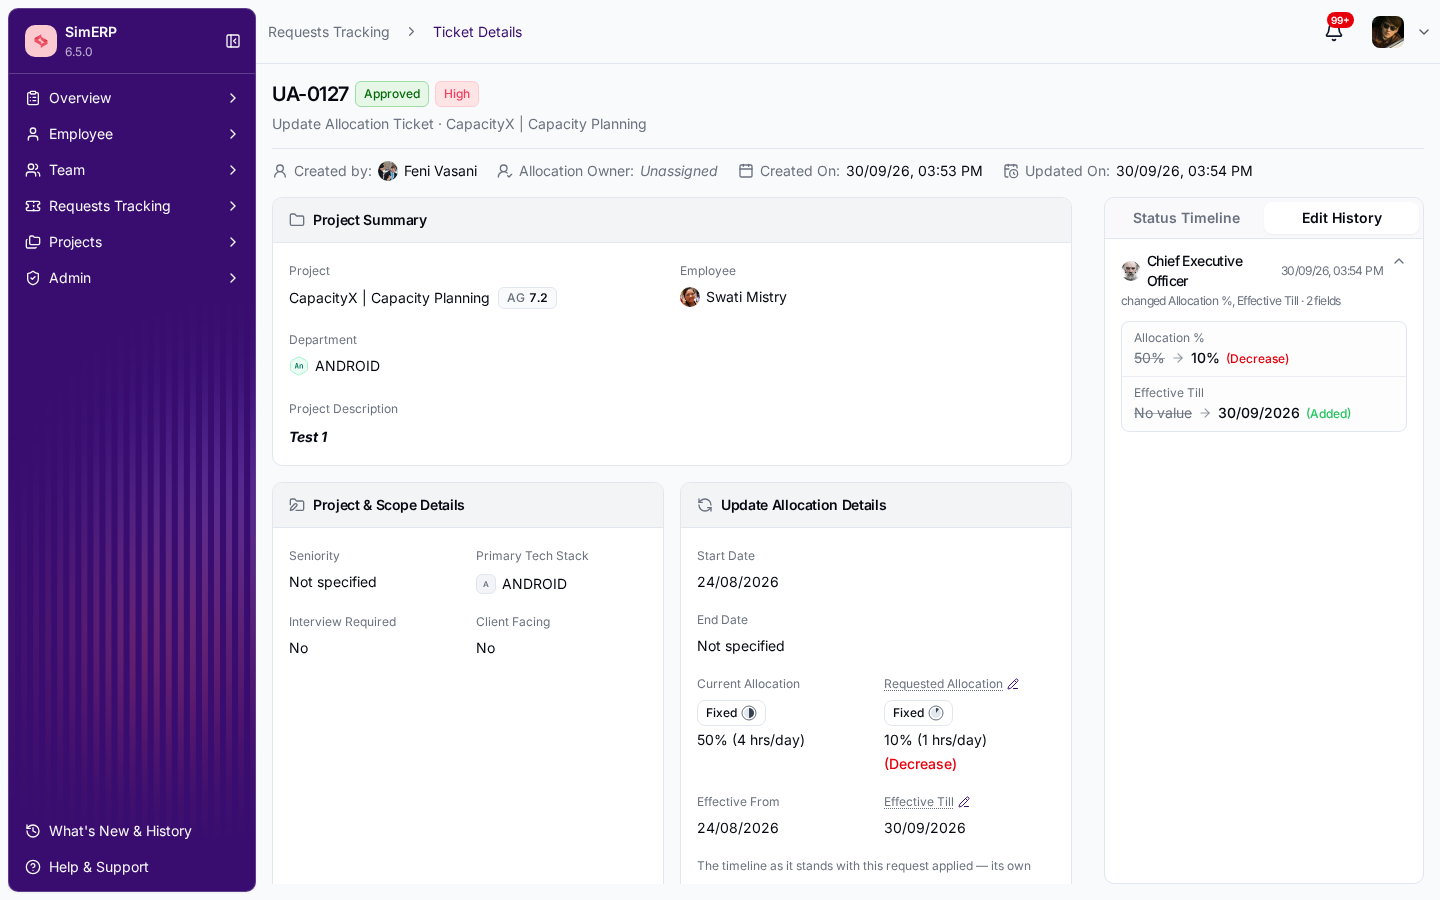 SimERP
6.5.0
Overview
Employee
Team
Requests Tracking
Projects
Admin
What's New & History
Help & Support
Requests Tracking
Ticket Details
99+
UA-0127
Approved
High
Update Allocation Ticket · CapacityX | Capacity Planning
Created by: Feni Vasani
Allocation Owner: Unassigned
Created On: 30/09/26, 03:53 PM
Updated On: 30/09/26, 03:54 PM
Project Summary
Project
CapacityX | Capacity Planning AG 7.2
Employee
Swati Mistry
Department
An ANDROID
Project Description
Test 1
Project & Scope Details
Seniority
Not specified
Primary Tech Stack
A ANDROID
Interview Required
No
Client Facing
No
Update Allocation Details
Start Date
24/08/2026
End Date
Not specified
Current Allocation
Fixed
50% (4 hrs/day)
Requested Allocation
Fixed
10% (1 hrs/day)
(Decrease)
Effective From
24/08/2026
Effective Till
30/09/2026
The timeline as it stands with this request applied — its own
Status Timeline
Edit History
Chief Executive
Officer
30/09/26, 03:54 PM
changed Allocation %, Effective Till · 2 fields
Allocation %
50% → 10% (Decrease)
Effective Till
No value → 30/09/2026 (Added)